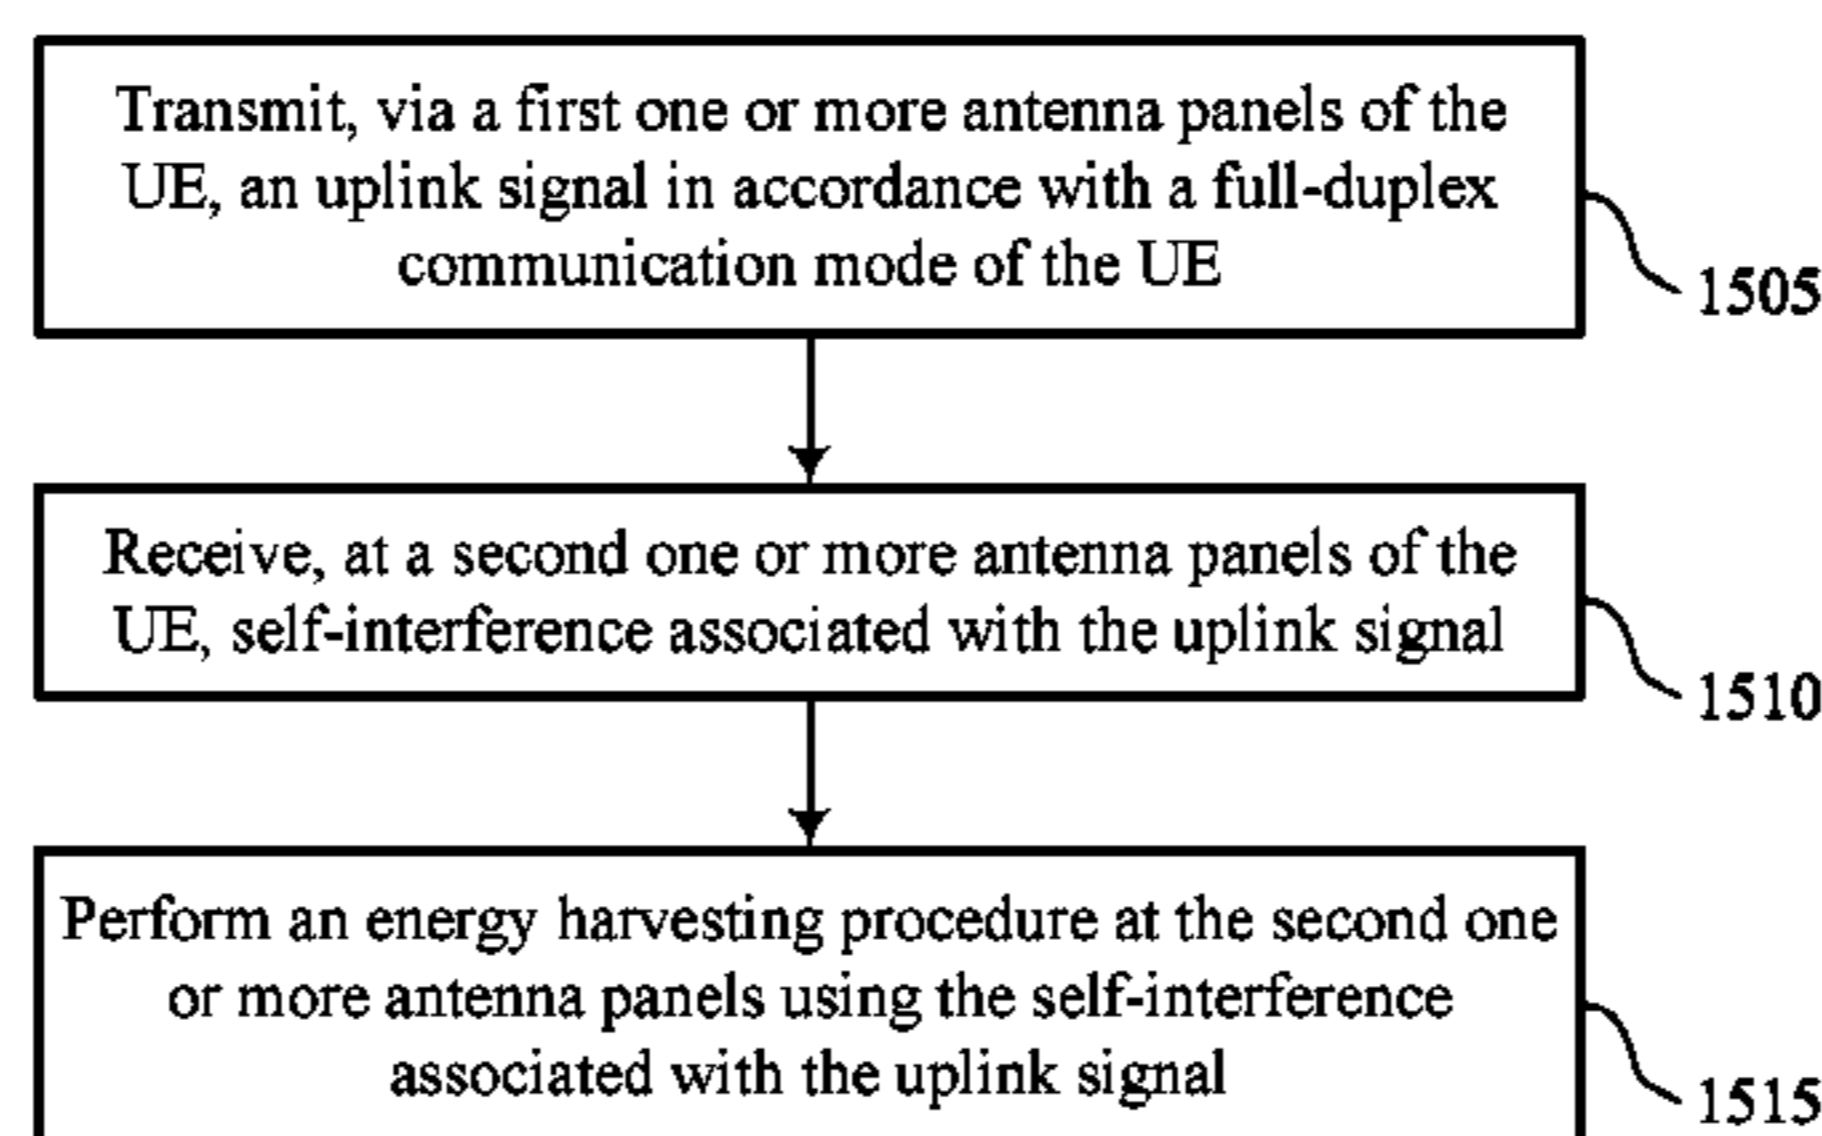 Transmit, via a first one or more antenna panels of the
UE, an uplink signal in accordance with a full-duplex
communication mode of the UE
1505
Receive, at a second one or more antenna panels of the
UE, self-interference associated with the uplink signal
1510
Perform an energy harvesting procedure at the second one
or more antenna panels using the self-interference
associated with the uplink signal
1515